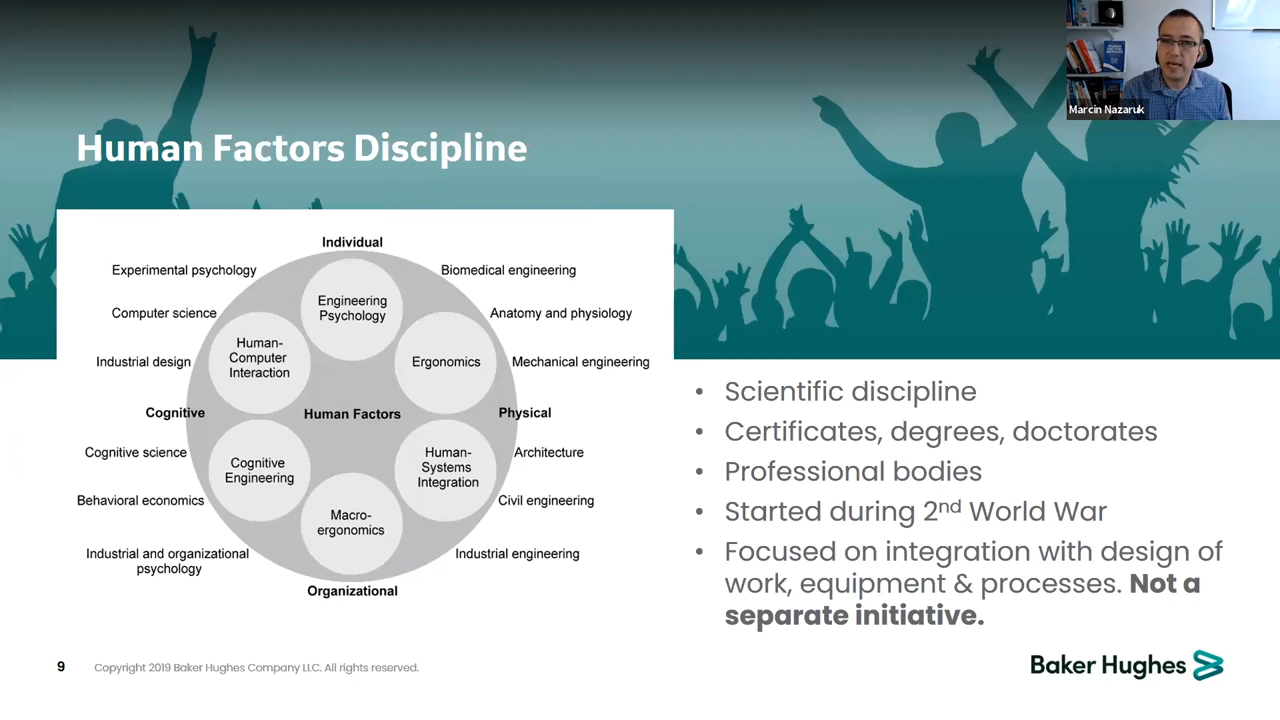 Marcin Nazaruk
Human Factors Discipline
Individual
Experimental psychology
Biomedical engineering
Engineering
Psychology
Computer science
Anatomy and physiology
Human-
Computer
Interaction
Industrial design
Ergonomics
Mechanical engineering
Cognitive
Human Factors
Physical
Cognitive science
Human-
Systems
Integration
Architecture
Cognitive
Engineering
Behavioral economics
Civil engineering
Macro-
ergonomics
Industrial and organizational
psychology
Industrial engineering
Organizational
• Scientific discipline
• Certificates, degrees, doctorates
• Professional bodies
• Started during 2nd World War
• Focused on integration with design of
work, equipment & processes. Not a
separate initiative.
9
Copyright 2019 Baker Hughes Company LLC. All rights reserved.
Baker Hughes